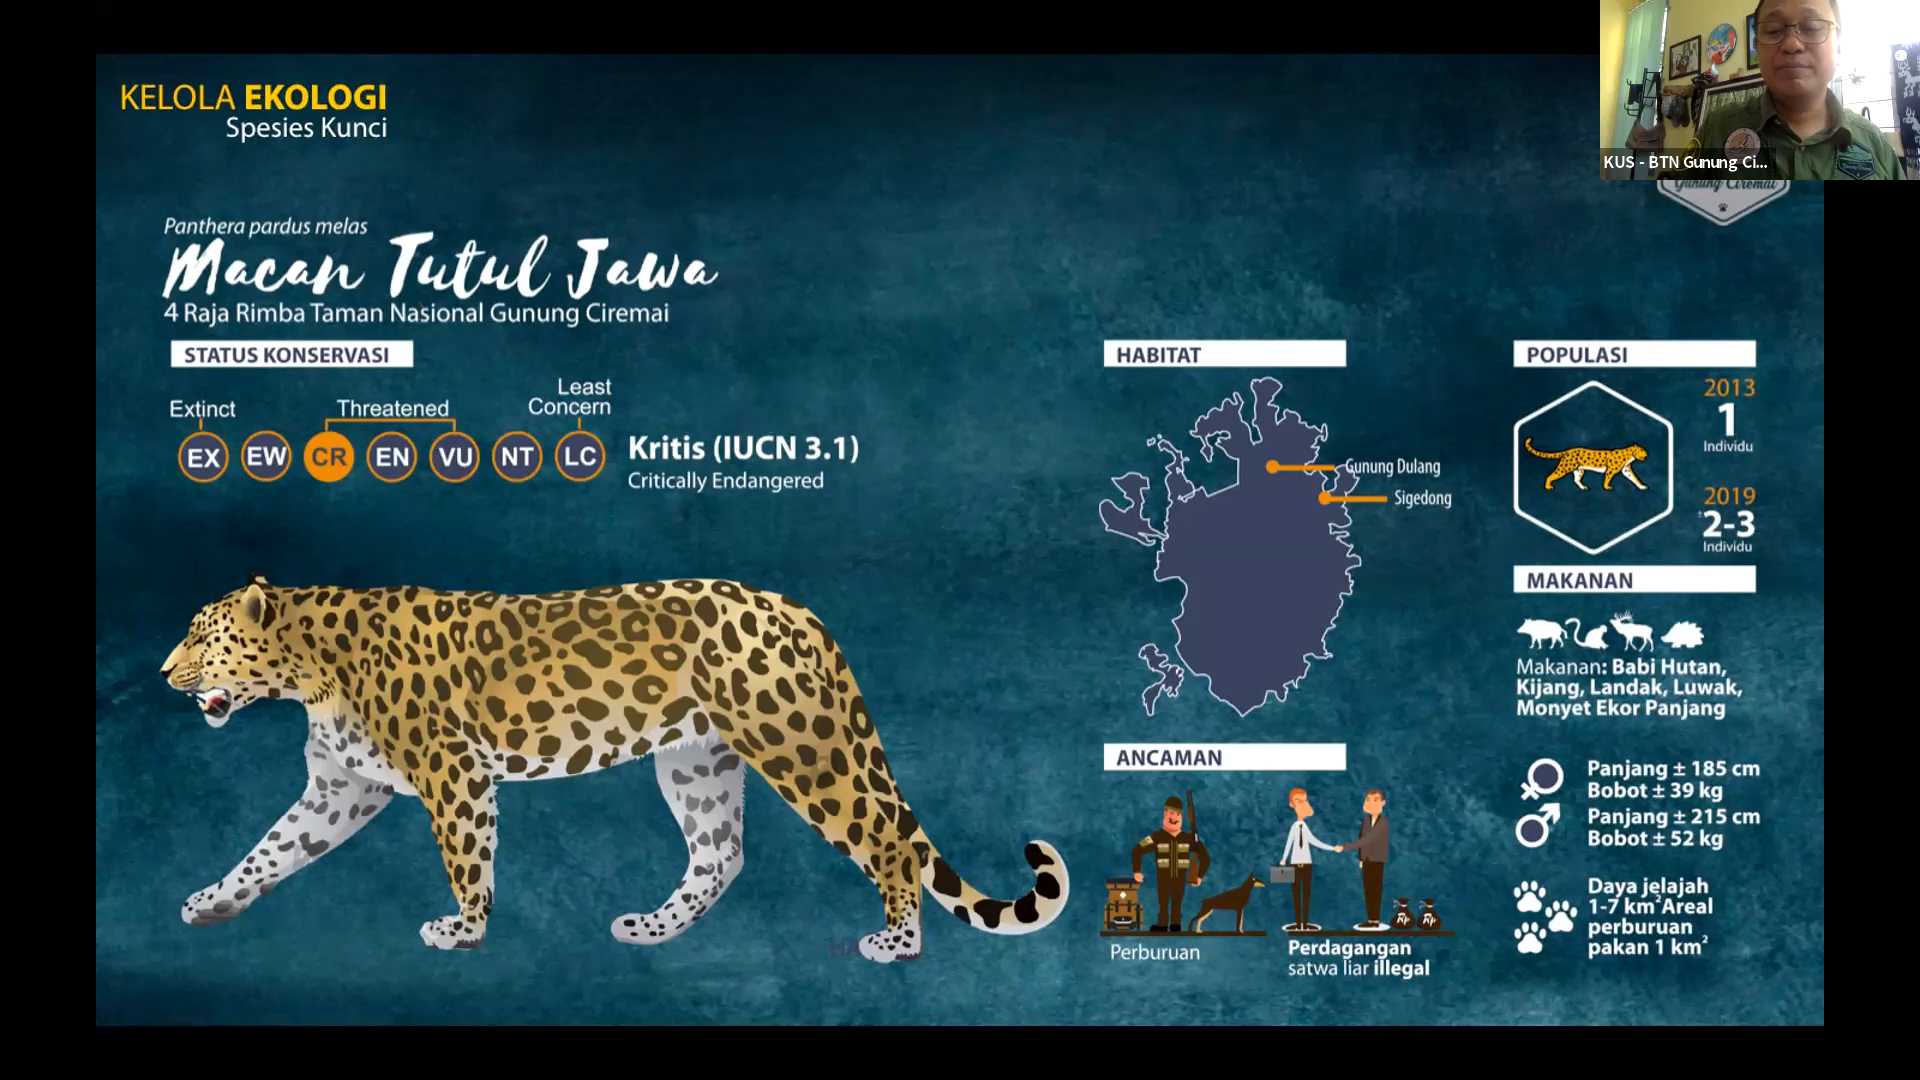 KELOLA EKOLOGI
Spesies Kunci
KUS - BTN Gunung Ci...
Gunung Ciremai
Panthera pardus melas
Macan Tutul Jawa
4 Raja Rimba Taman Nasional Gunung Ciremai
STATUS KONSERVASI
Extinct
Threatened
Least
Concern
EX EW CR EN VU NT LC
Kritis (IUCN 3.1)
Critically Endangered
HABITAT
Gunung Dulang
Sigedong
ANCAMAN
Rp Rp
Perburuan
Perdagangan
satwa liar illegal
POPULASI
2013
1
Individu
2019
±2-3
Individu
MAKANAN
Makanan: Babi Hutan,
Kijang, Landak, Luwak,
Monyet Ekor Panjang
Panjang ± 185 cm
Bobot ± 39 kg
Panjang ± 215 cm
Bobot ± 52 kg
Daya jelajah
1-7 km² Areal
perburuan
pakan 1 km²